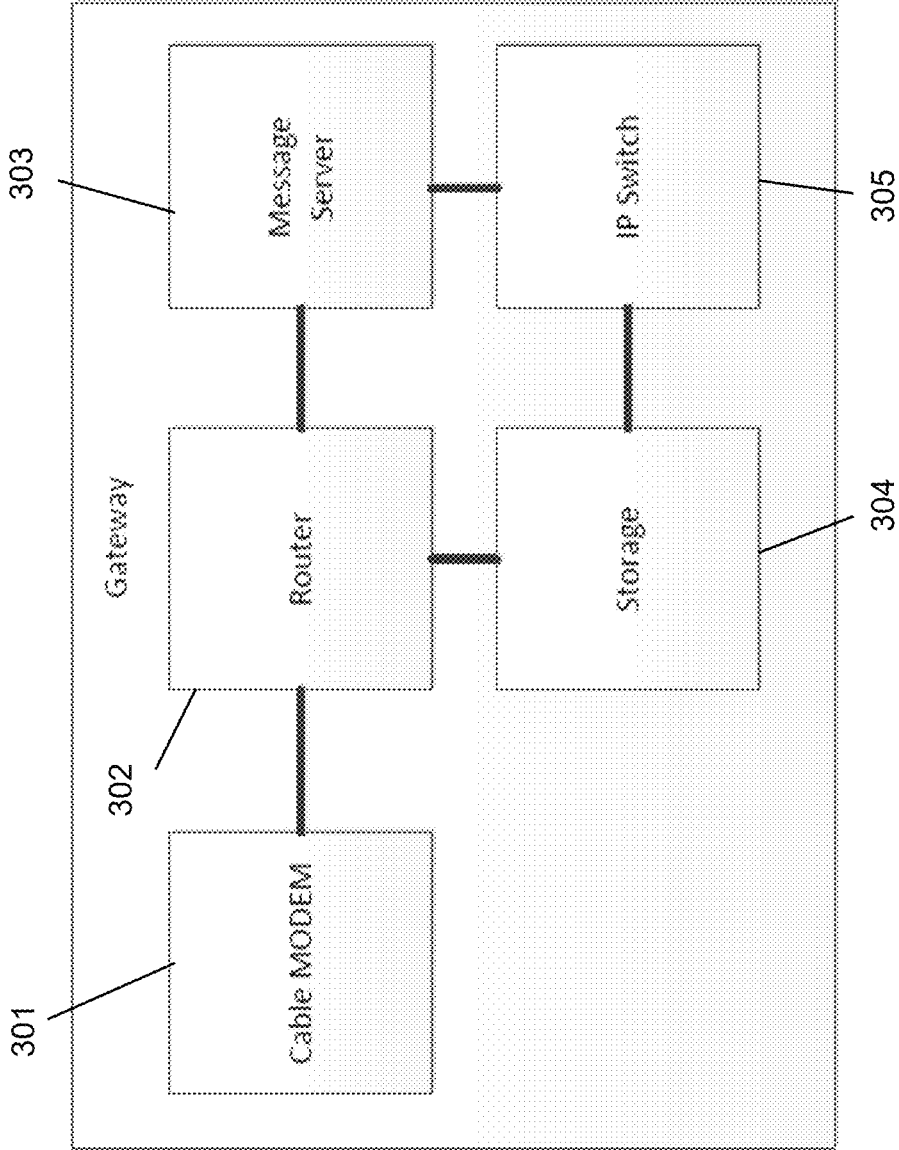 Gateway
301
302
303
Cable MODEM
Router
Message
Server
Storage
IP Switch
304
305